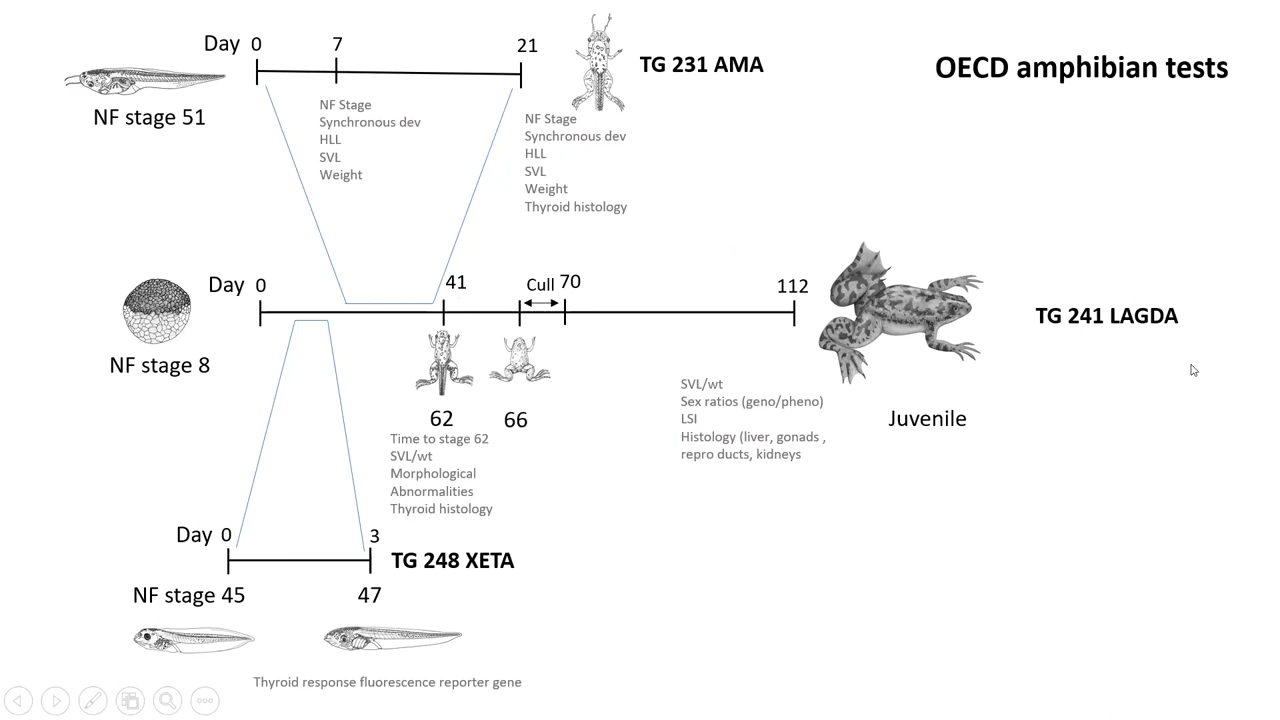 OECD amphibian tests
Day 0 7 21
TG 231 AMA
NF stage 51
NF Stage
Synchronous dev
HLL
SVL
Weight
NF Stage
Synchronous dev
HLL
SVL
Weight
Thyroid histology
Day 0 41 Cull 70 112
TG 241 LAGDA
NF stage 8
62 66
Time to stage 62
SVL/wt
Morphological
Abnormalities
Thyroid histology
SVL/wt
Sex ratios (geno/pheno)
LSI
Histology (liver, gonads ,
repro ducts, kidneys
Juvenile
Day 0 3
TG 248 XETA
NF stage 45 47
Thyroid response fluorescence reporter gene